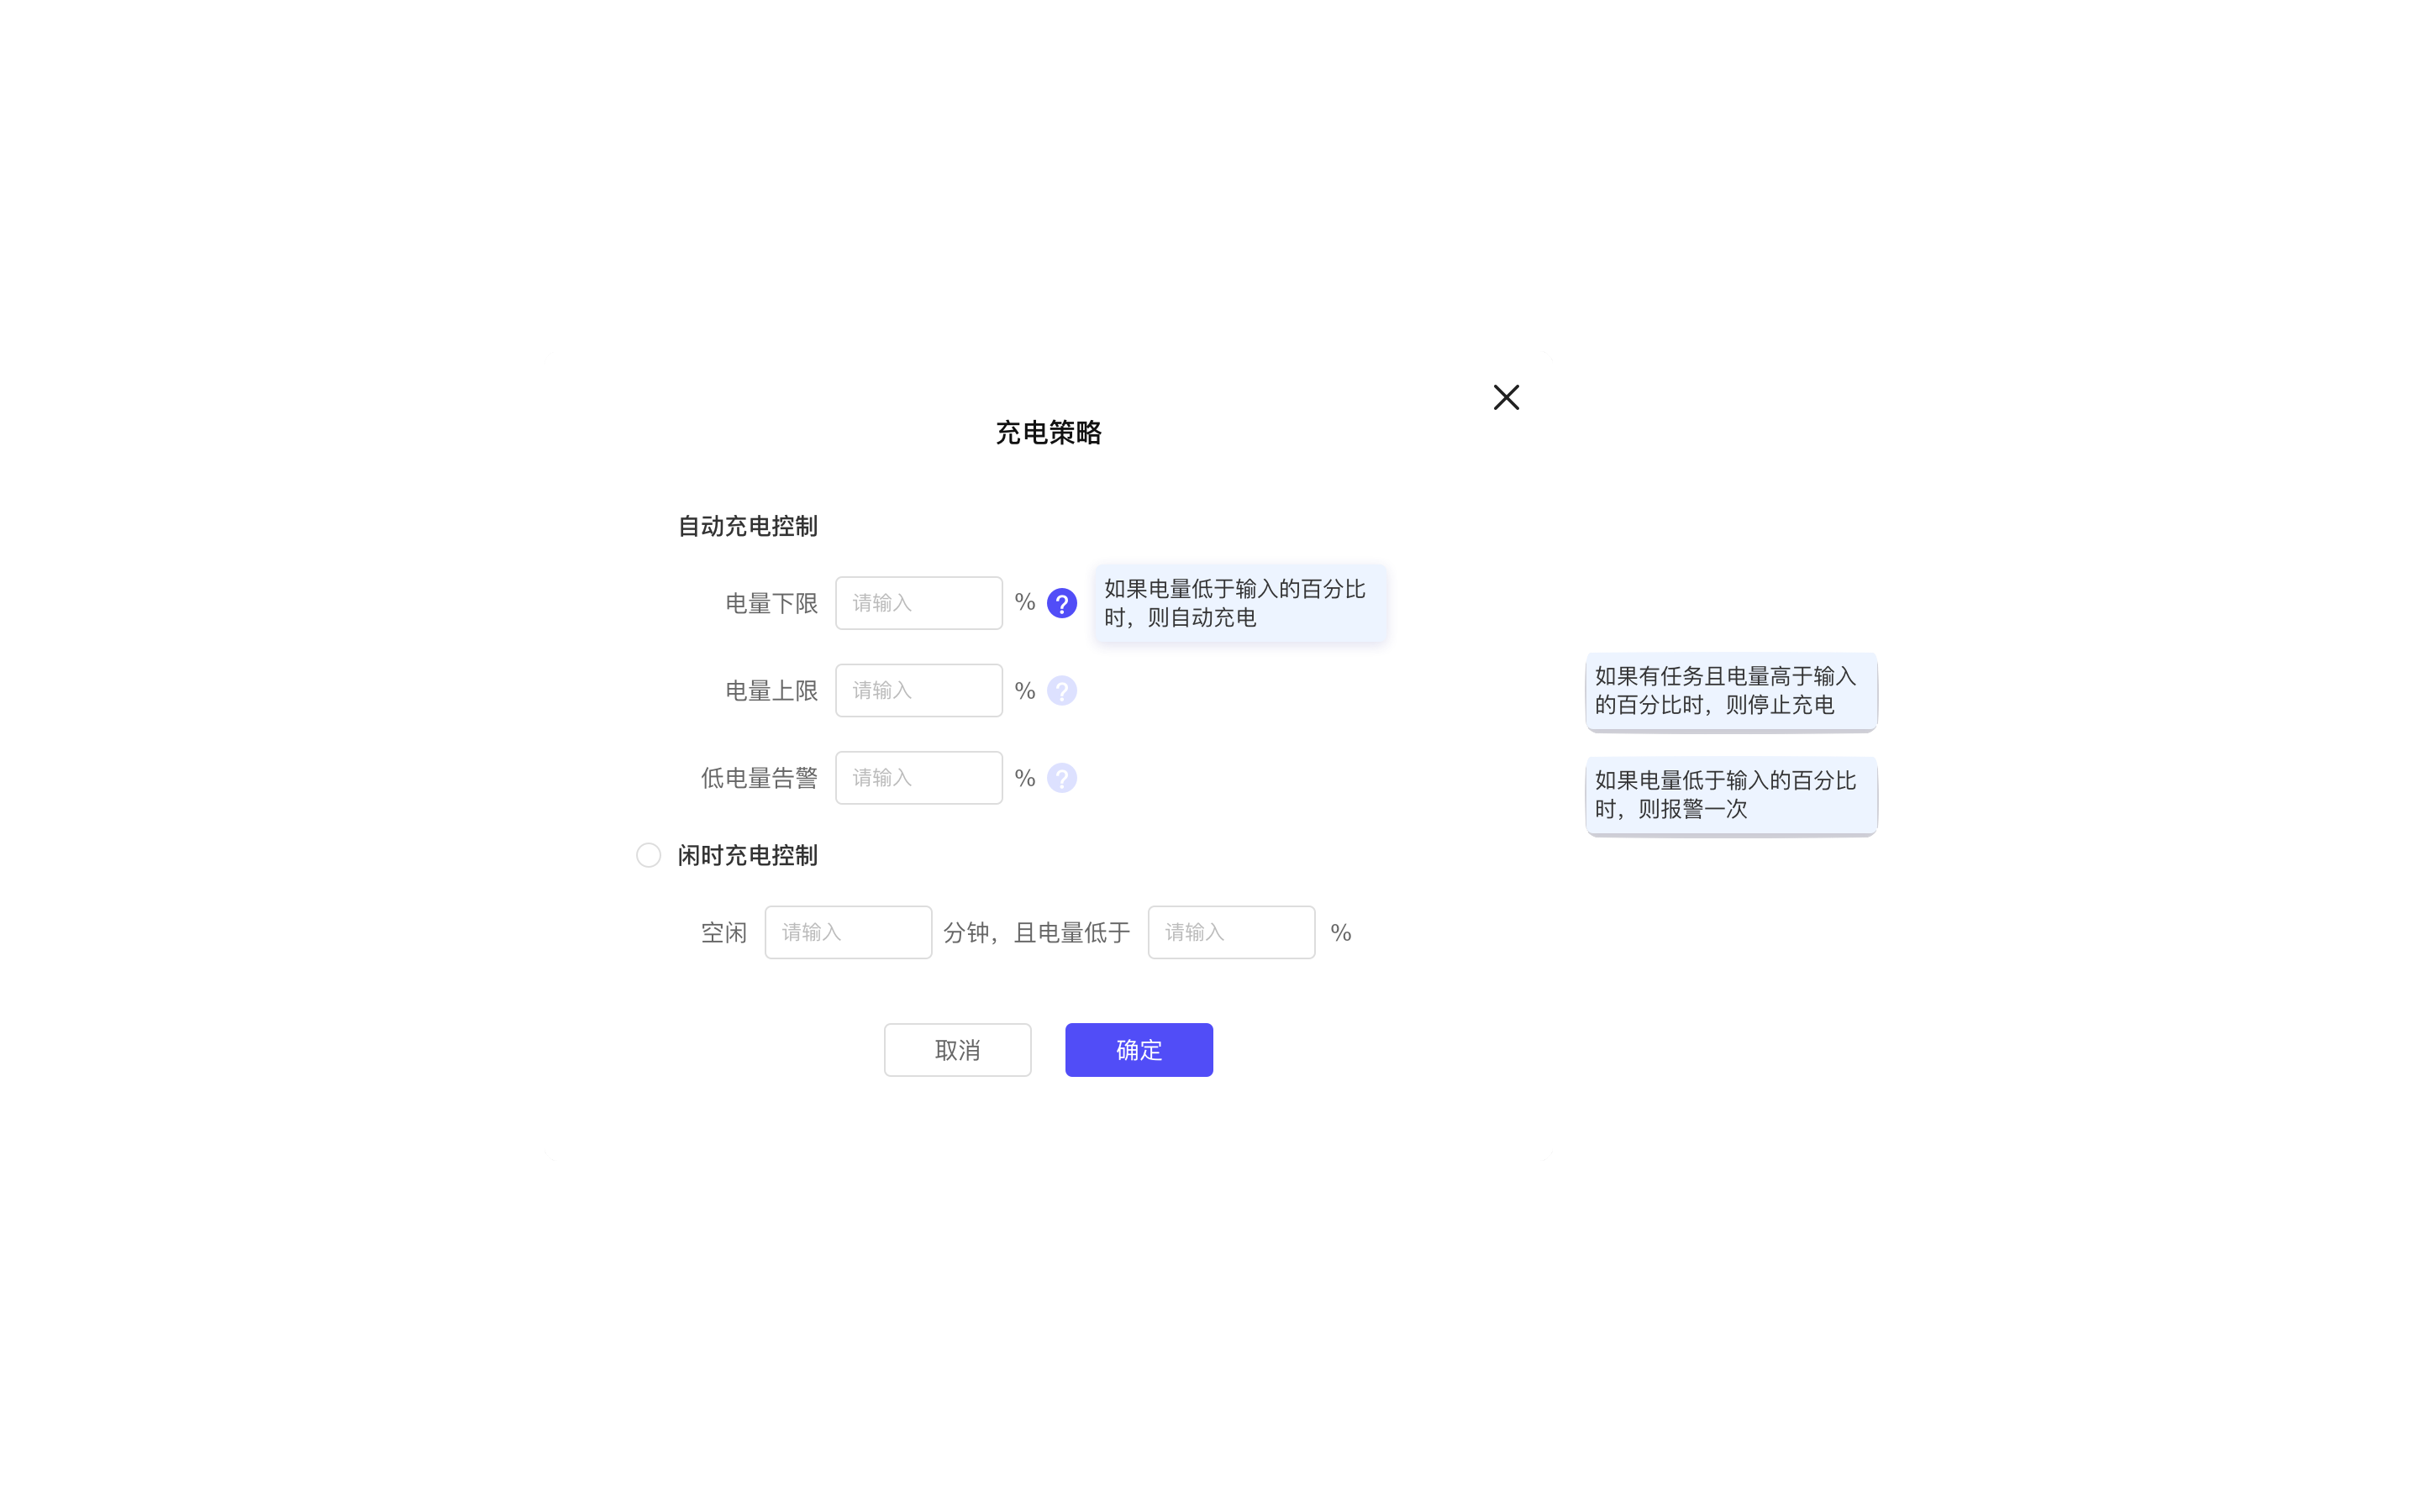 充电策略
自动充电控制
电量下限 请输入 % ? 如果电量低于输入的百分比
时，则自动充电
电量上限 请输入 % ?
如果有任务且电量高于输入
的百分比时，则停止充电
低电量告警 请输入 % ?
如果电量低于输入的百分比
时，则报警一次
闲时充电控制
空闲 请输入 分钟，且电量低于 请输入 %
取消 确定